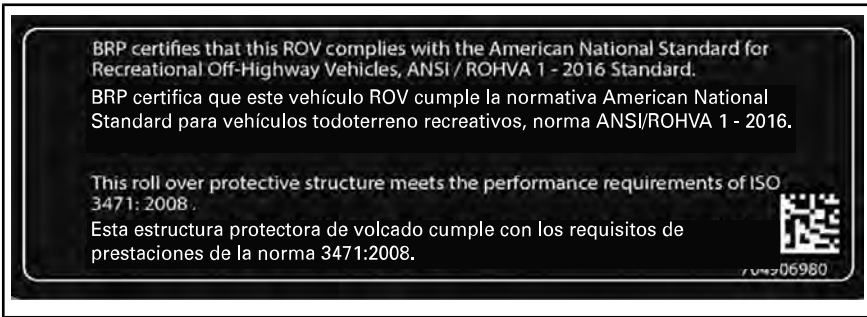 BRP certifies that this ROV complies with the American National Standard for
Recreational Off-Highway Vehicles, ANSI / ROHVA 1 - 2016 Standard.
BRP certifica que este vehículo ROV cumple la normativa American National
Standard para vehículos todoterreno recreativos, norma ANSI/ROHVA 1 - 2016.
This roll over protective structure meets the performance requirements of ISO
3471: 2008 .
Esta estructura protectora de volcado cumple con los requisitos de
prestaciones de la norma 3471:2008.
704906980